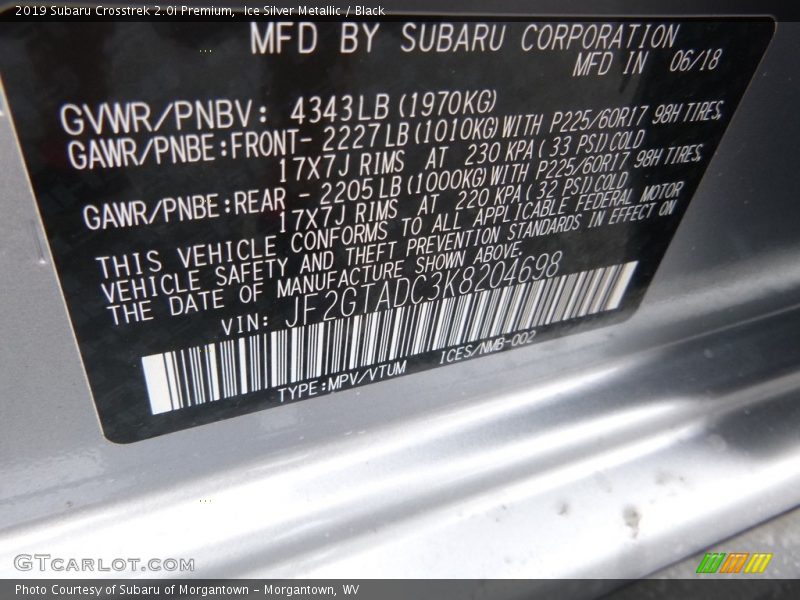 2019 Subaru Crosstrek 2.0i Premium,  Ice Silver Metallic / Black
MFD BY SUBARU CORPORATION
MFD IN 06/18
GVWR/PNBV: 4343LB (1970KG)
GAWR/PNBE:FRONT- 2227LB (1010KG) WITH P225/60R17 98H TIRES,
17X7J RIMS AT 230 KPA ( 33 PSI) COLD
GAWR/PNBE:REAR - 2205LB (1000KG) WITH P225/60R17 98H TIRES,
17X7J RIMS AT 220 KPA ( 32 PSI) COLD
THIS VEHICLE CONFORMS TO ALL APPLICABLE FEDERAL MOTOR
VEHICLE SAFETY AND THEFT PREVENTION STANDARDS IN EFFECT ON
THE DATE OF MANUFACTURE SHOWN ABOVE.
VIN: JF2GTADC3K8204698
TYPE:MPV/VTUM ICES/NMB-002
GTCarLot.com
Photo Courtesy of Subaru of Morgantown - Morgantown, WV